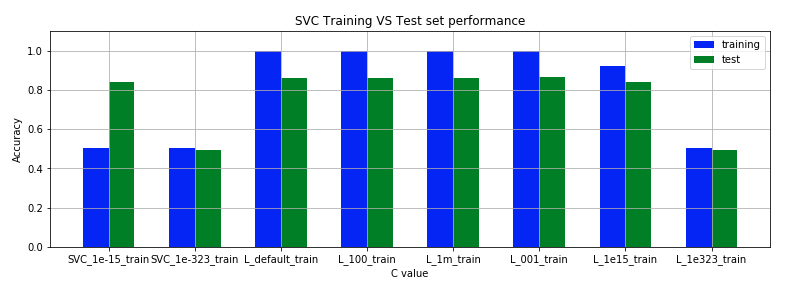 SVC Training VS Test set performance
training
test
Accuracy
1.0
0.8
0.6
0.4
0.2
0.0
SVC_1e-15_train SVC_1e-323_train L_default_train L_100_train L_1m_train L_001_train L_1e15_train L_1e323_train
C value